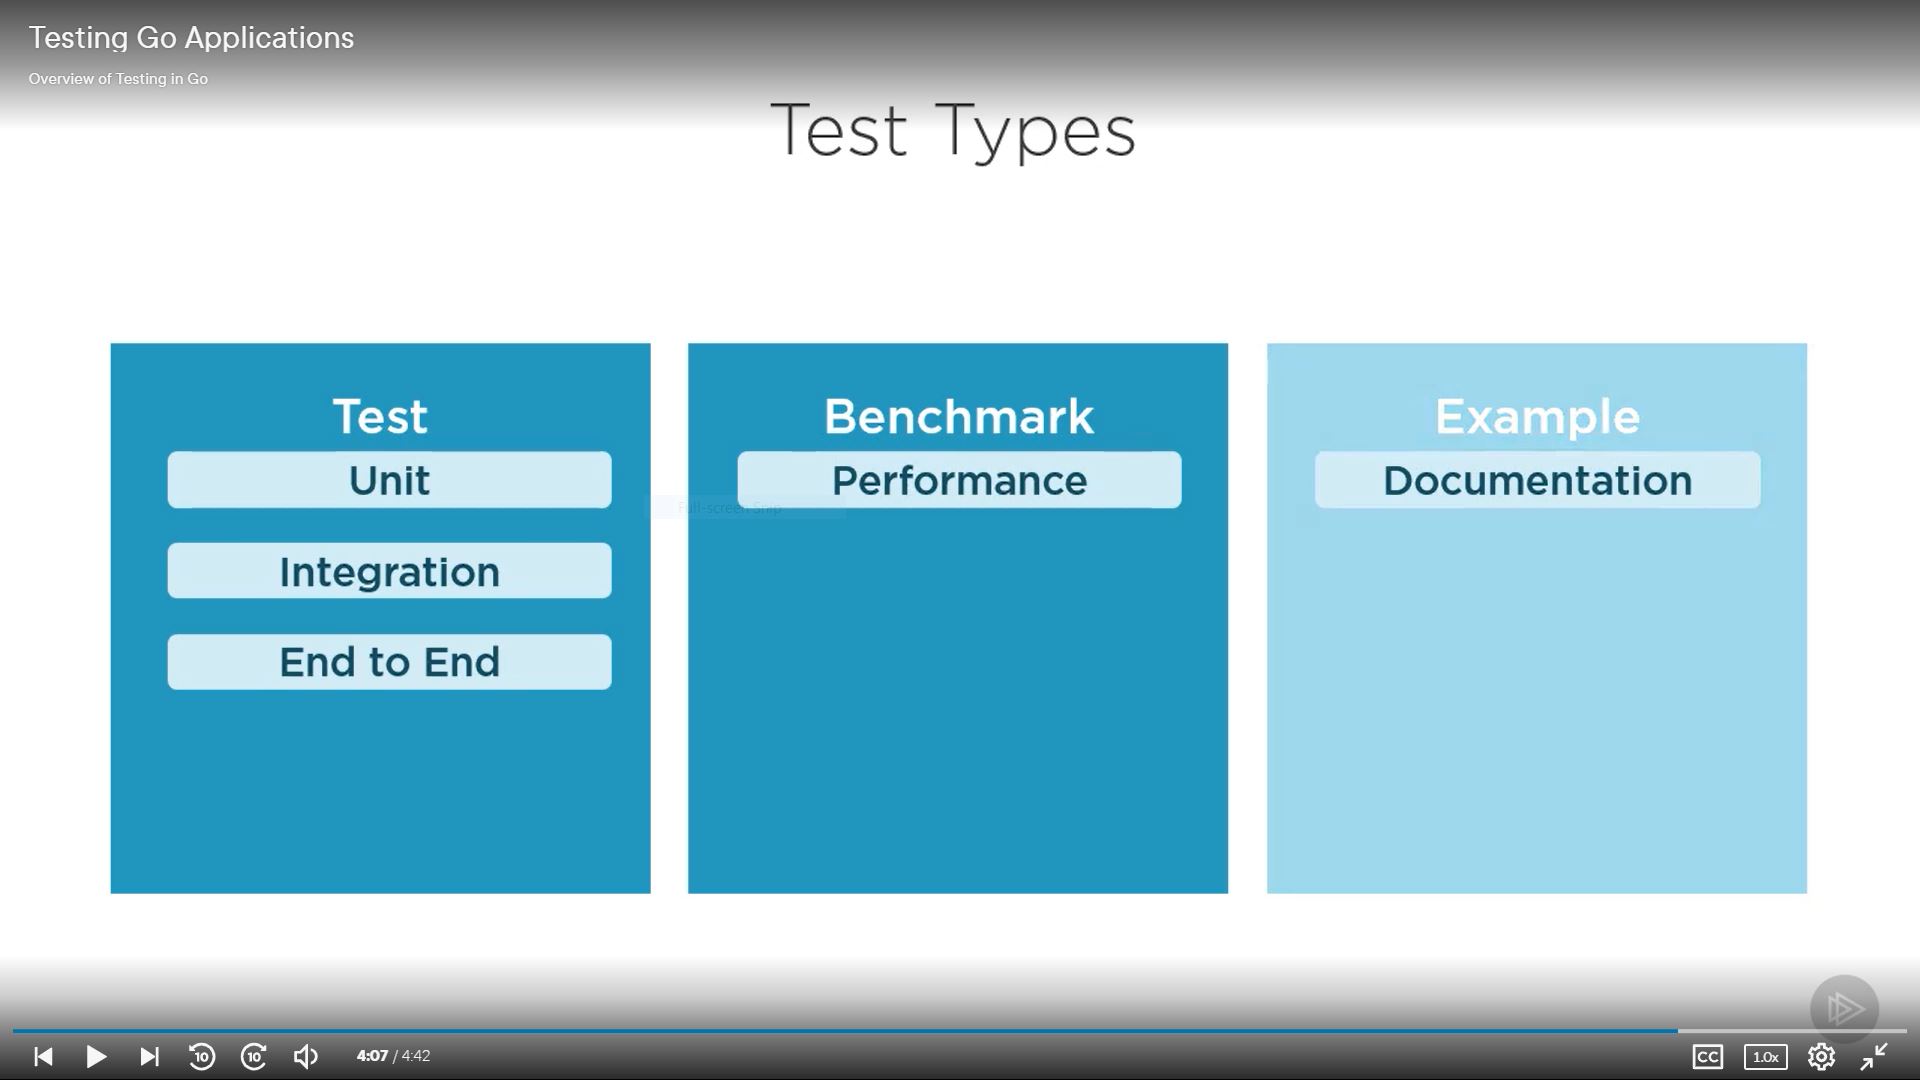 Testing Go Applications
Overview of Testing in Go
Test Types
Test
Unit
Integration
End to End
Benchmark
Performance
Full-screen Snip
Example
Documentation
10
10
4:07 / 4:42
CC
1.0x